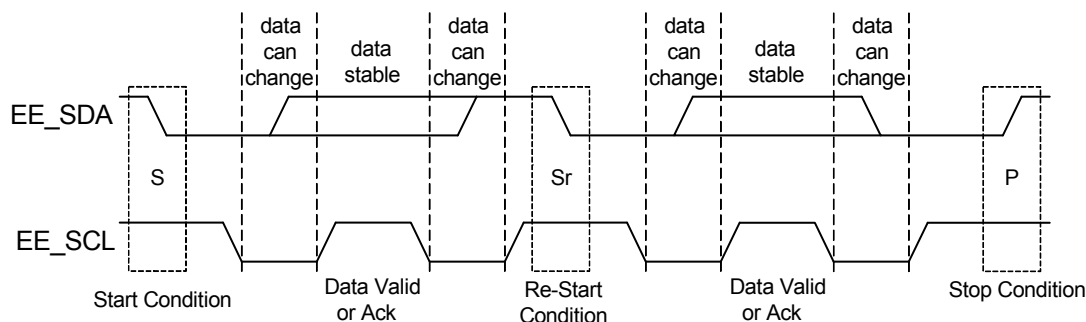 data
can
change
data
stable
data
can
change
data
can
change
data
stable
data
can
change
EE_SDA
S
Sr
P
EE_SCL
Start Condition
Data Valid
or Ack
Re-Start
Condition
Data Valid
or Ack
Stop Condition